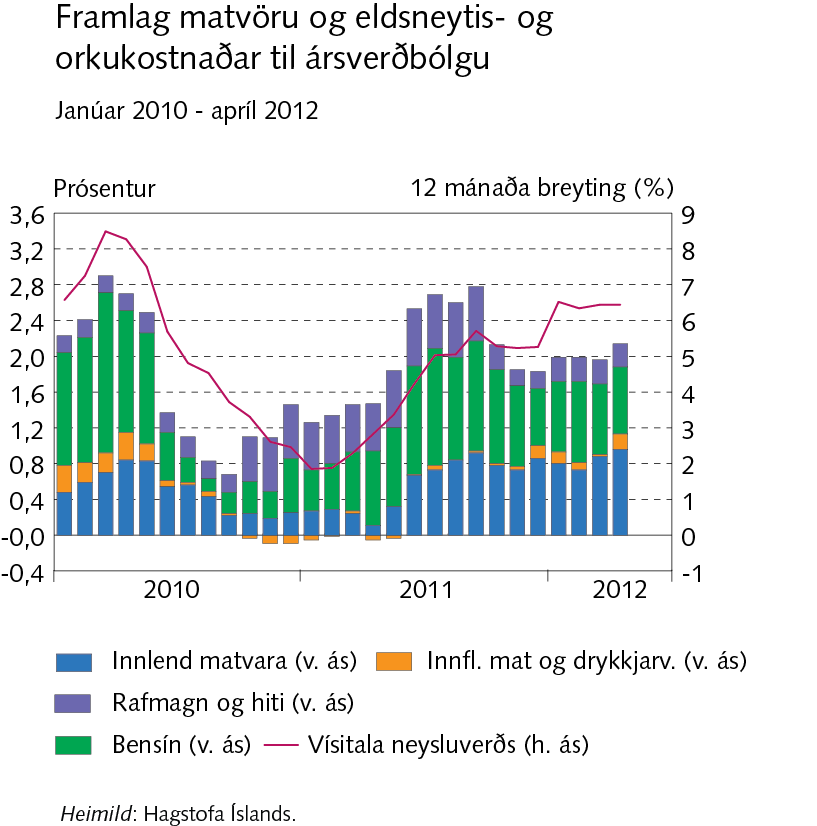 Framlag matvöru og eldsneytis- og
orkukostnaðar til ársverðbólgu
Janúar 2010 - apríl 2012
Prósentur 12 mánaða breyting (%)
3,6 9
3,2 8
2,8 7
2,4 6
2,0 5
1,6 4
1,2 3
0,8 2
0,4 1
-0,0 0
-0,4 -1
2010 2011 2012
Innlend matvara (v. ás) Innfl. mat og drykkjarv. (v. ás)
Rafmagn og hiti (v. ás)
Bensín (v. ás) Vísitala neysluverðs (h. ás)
Heimild: Hagstofa Íslands.